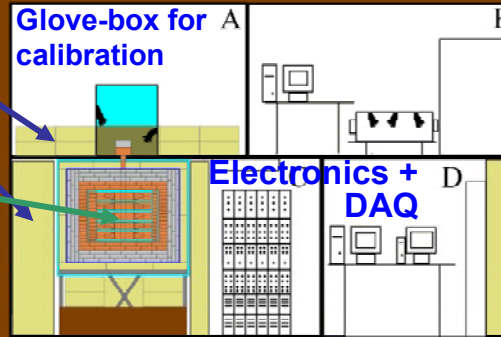 Glove-box for A
calibration
Electronics +
C
D
DAQ